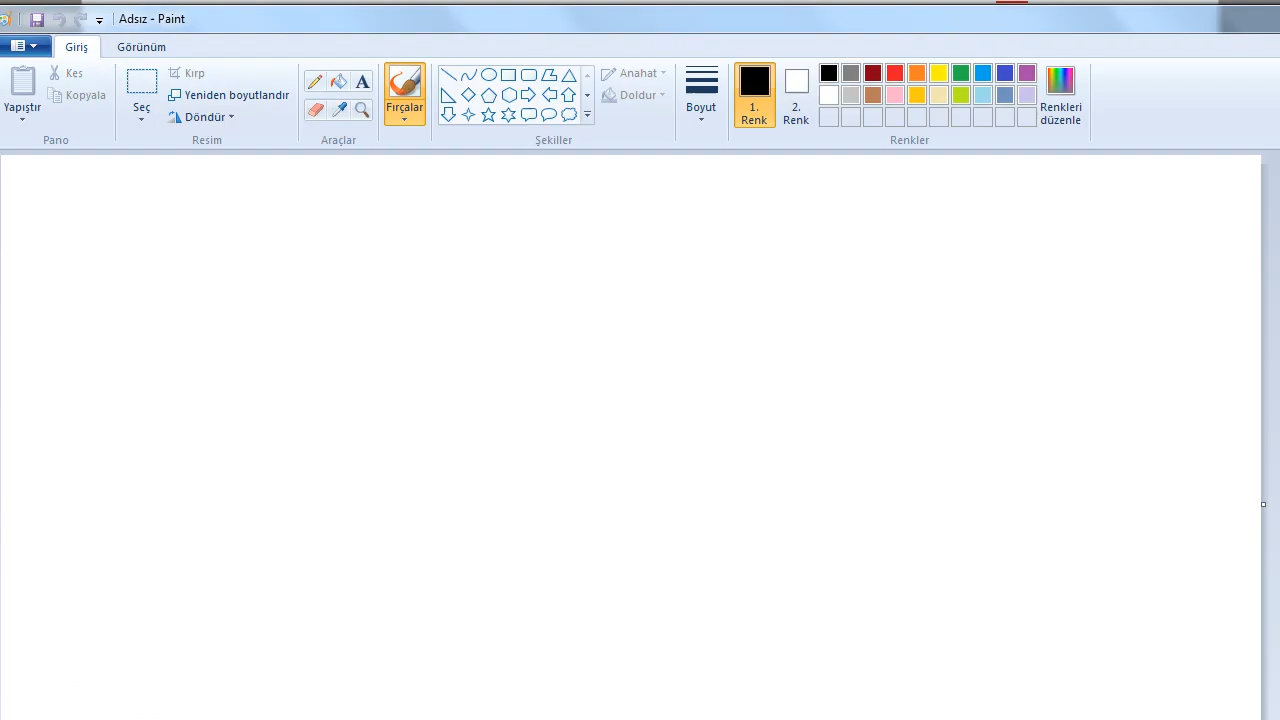 Adsız - Paint
Giriş
Görünüm
Yapıştır
Kes
Kopyala
Pano
Seç
Kırp
Yeniden boyutlandır
Döndür
Resim
A
Araçlar
Fırçalar
Şekiller
Anahat
Doldur
Boyut
1.
Renk
2.
Renk
Renkleri
düzenle
Renkler